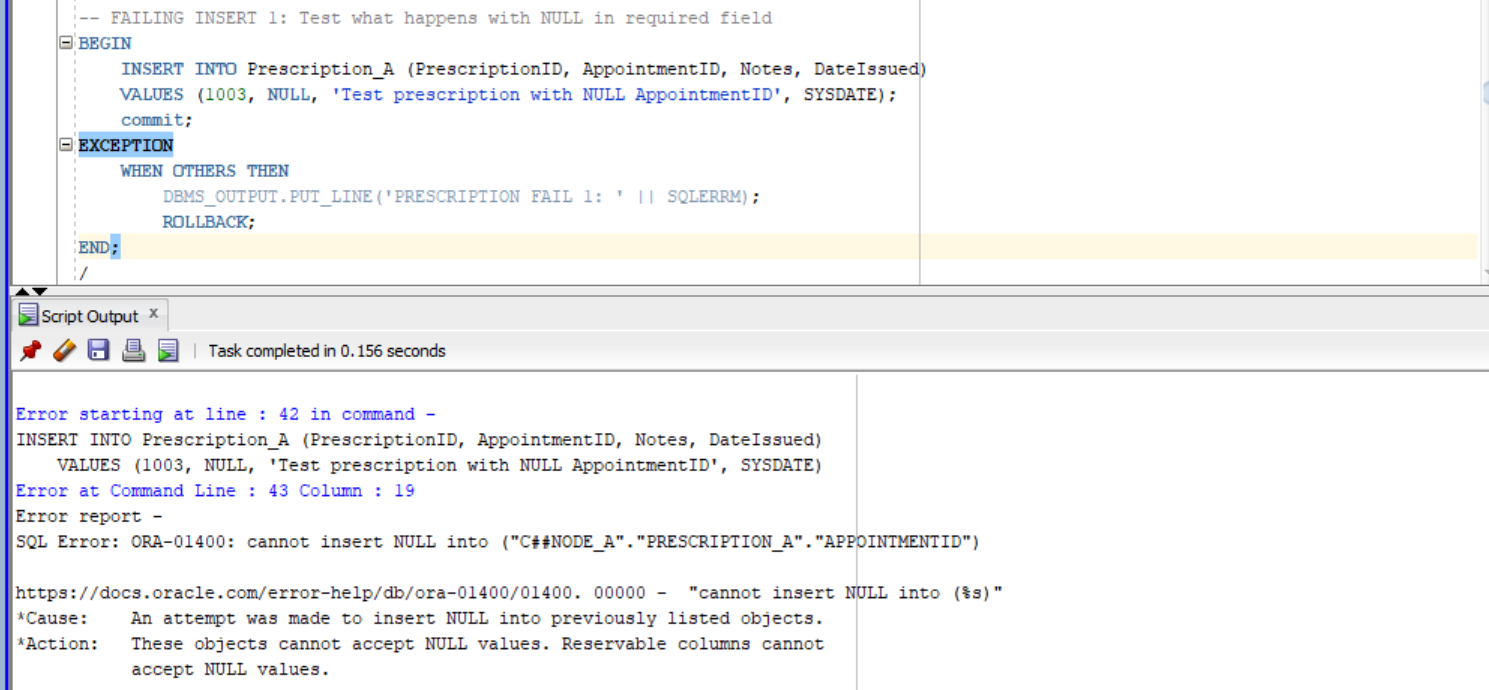 -- FAILING INSERT 1: Test what happens with NULL in required field
BEGIN
INSERT INTO Prescription_A (PrescriptionID, AppointmentID, Notes, DateIssued)
VALUES (1003, NULL, 'Test prescription with NULL AppointmentID', SYSDATE);
commit;
EXCEPTION
WHEN OTHERS THEN
DBMS_OUTPUT.PUT_LINE('PRESCRIPTION FAIL 1: ' || SQLERRM);
ROLLBACK;
END;
/
Script Output x
Task completed in 0.156 seconds
Error starting at line : 42 in command -
INSERT INTO Prescription_A (PrescriptionID, AppointmentID, Notes, DateIssued)
VALUES (1003, NULL, 'Test prescription with NULL AppointmentID', SYSDATE)
Error at Command Line : 43 Column : 19
Error report -
SQL Error: ORA-01400: cannot insert NULL into ("C##NODE_A"."PRESCRIPTION_A"."APPOINTMENTID")
https://docs.oracle.com/error-help/db/ora-01400/01400. 00000 - "cannot insert NULL into (%s)"
*Cause: An attempt was made to insert NULL into previously listed objects.
*Action: These objects cannot accept NULL values. Reservable columns cannot
accept NULL values.